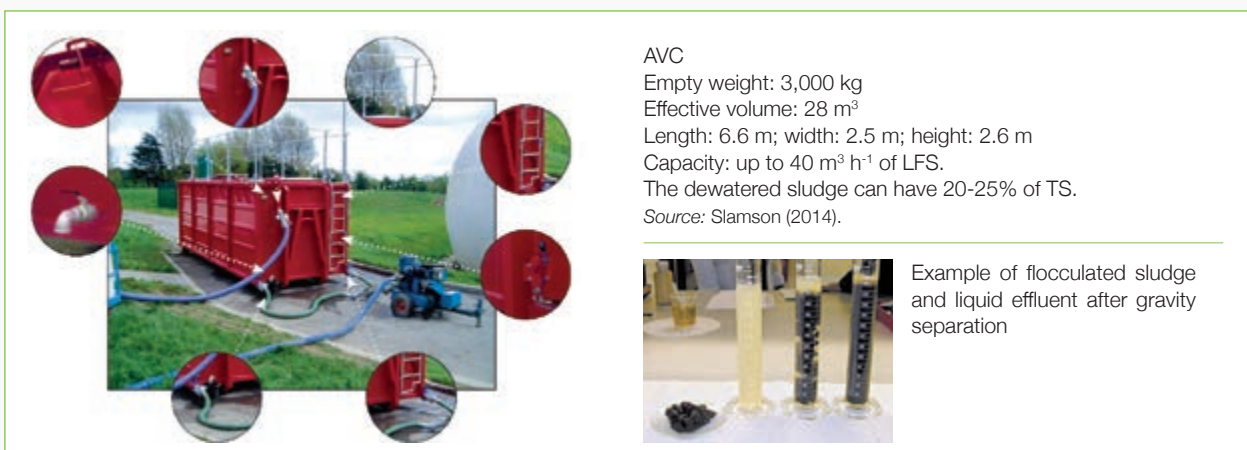 AVC
Empty weight: 3,000 kg
Effective volume: 28 m³
Length: 6.6 m; width: 2.5 m; height: 2.6 m
Capacity: up to 40 m³ h⁻¹ of LFS.
The dewatered sludge can have 20-25% of TS.
Source: Slamson (2014).
Example of flocculated sludge
and liquid effluent after gravity
separation